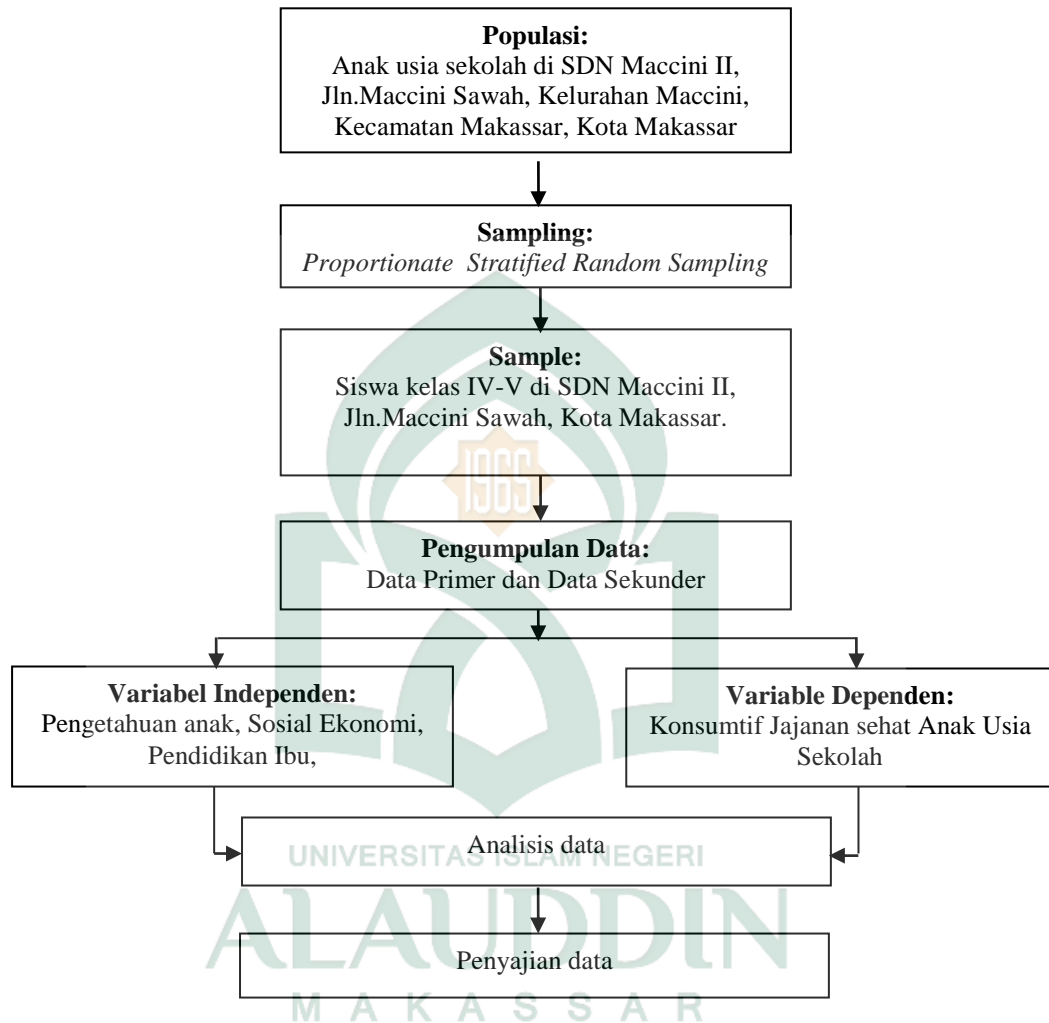 Populasi:
Anak usia sekolah di SDN Maccini II,
Jln.Maccini Sawah, Kelurahan Maccini,
Kecamatan Makassar, Kota Makassar
Sampling:
Proportionate Stratified Random Sampling
Sample:
Siswa kelas IV-V di SDN Maccini II,
Jln.Maccini Sawah, Kota Makassar.
1965
Pengumpulan Data:
Data Primer dan Data Sekunder
Variabel Independen:
Pengetahuan anak, Sosial Ekonomi,
Pendidikan Ibu,
Variable Dependen:
Konsumtif Jajanan sehat Anak Usia
Sekolah
Analisis data
UNIVERSITAS ISLAM NEGERI
ALAUDDIN
Penyajian data
MAKASSAR